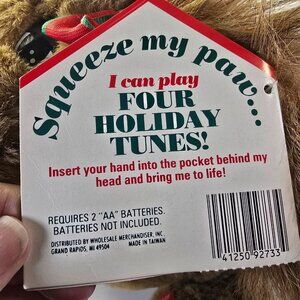 Squeeze my paw...
I can play
FOUR
HOLIDAY
TUNES!
Insert your hand into the pocket behind my
head and bring me to life!
REQUIRES 2 "AA" BATTERIES.
BATTERIES NOT INCLUDED.
DISTRIBUTED BY WHOLESALE MERCHANDISER, INC.
GRAND RAPIDS, MI 49504 MADE IN TAIWAN
41250 92733